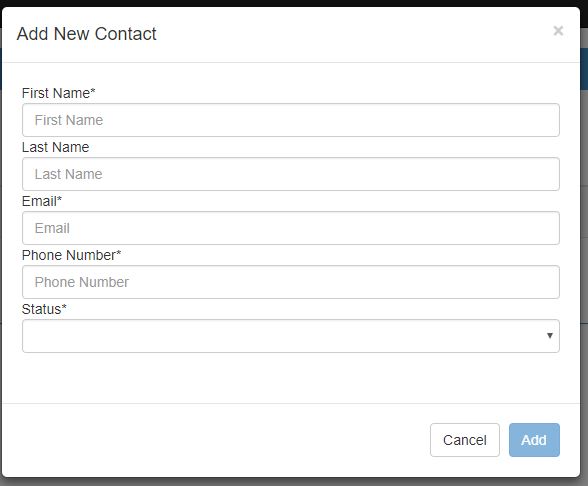 Add New Contact ×
First Name*
First Name
Last Name
Last Name
Email*
Email
Phone Number*
Phone Number
Status*
Cancel Add